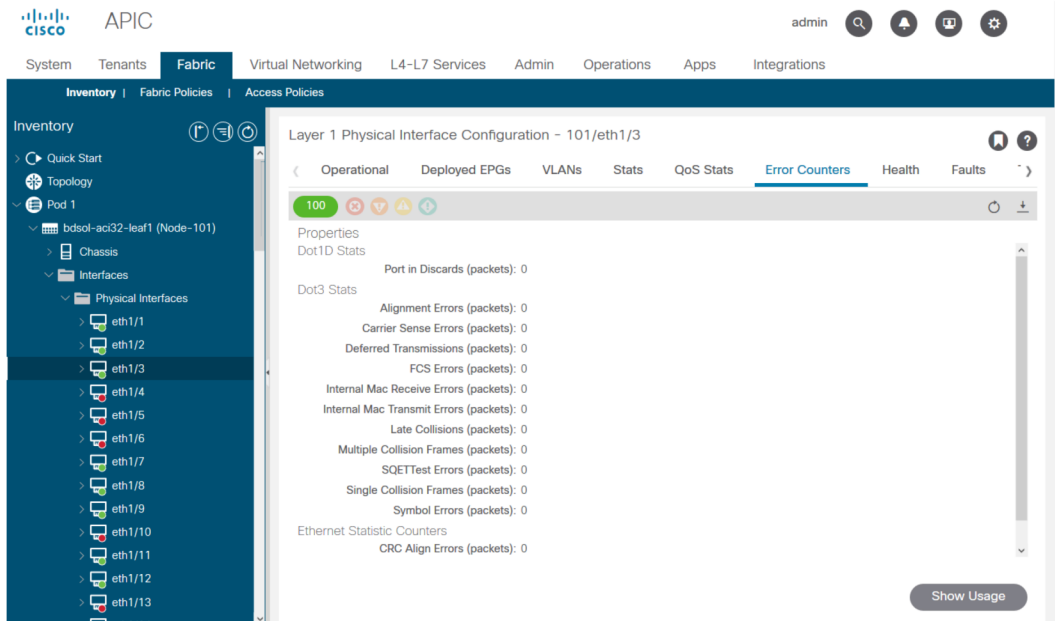 CISCO
APIC
admin
System Tenants Fabric Virtual Networking L4-L7 Services Admin Operations Apps Integrations
Inventory | Fabric Policies | Access Policies
Inventory
Quick Start
Topology
Pod 1
bdsol-aci32-leaf1 (Node-101)
Chassis
Interfaces
Physical Interfaces
eth1/1
eth1/2
eth1/3
eth1/4
eth1/5
eth1/6
eth1/7
eth1/8
eth1/9
eth1/10
eth1/11
eth1/12
eth1/13
Layer 1 Physical Interface Configuration - 101/eth1/3
Operational Deployed EPGs VLANs Stats QoS Stats Error Counters Health Faults
100
Properties
Dot1D Stats
Port in Discards (packets): 0
Dot3 Stats
Alignment Errors (packets): 0
Carrier Sense Errors (packets): 0
Deferred Transmissions (packets): 0
FCS Errors (packets): 0
Internal Mac Receive Errors (packets): 0
Internal Mac Transmit Errors (packets): 0
Late Collisions (packets): 0
Multiple Collision Frames (packets): 0
SQETTest Errors (packets): 0
Single Collision Frames (packets): 0
Symbol Errors (packets): 0
Ethernet Statistic Counters
CRC Align Errors (packets): 0
Show Usage